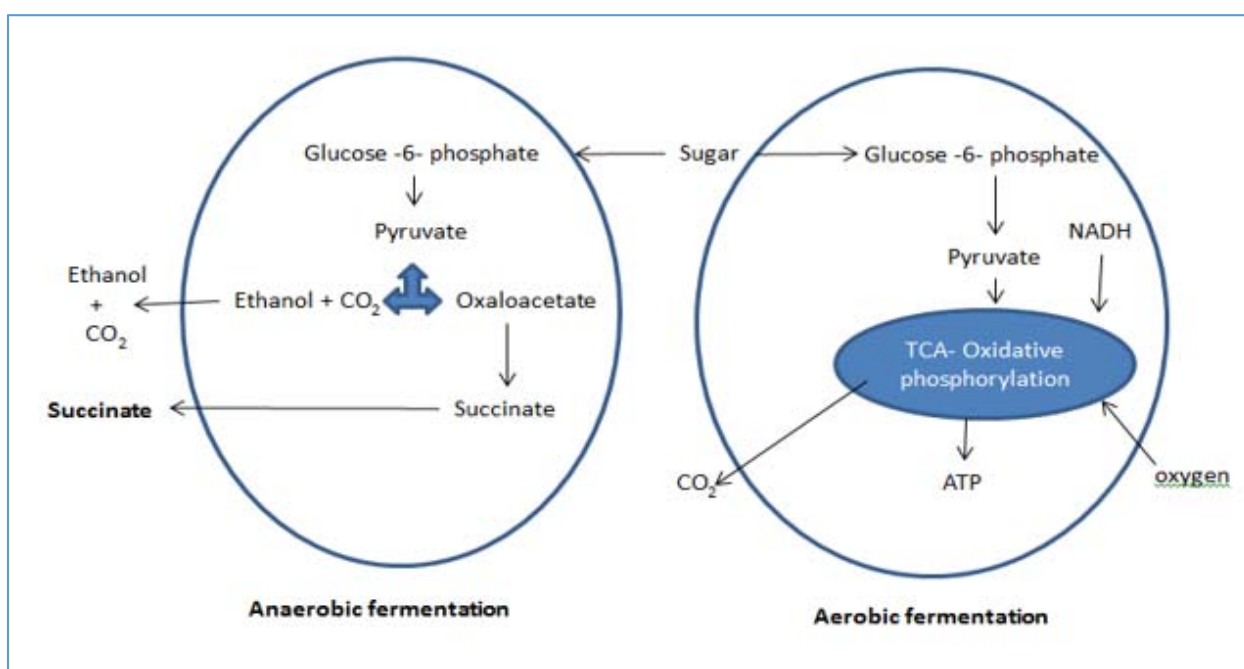 Glucose -6- phosphate
Pyruvate
Ethanol + CO₂
Oxaloacetate
Succinate
Ethanol
+
CO₂
Succinate
Anaerobic fermentation
Sugar
Glucose -6- phosphate
Pyruvate
NADH
TCA- Oxidative
phosphorylation
CO₂
ATP
oxygen
Aerobic fermentation